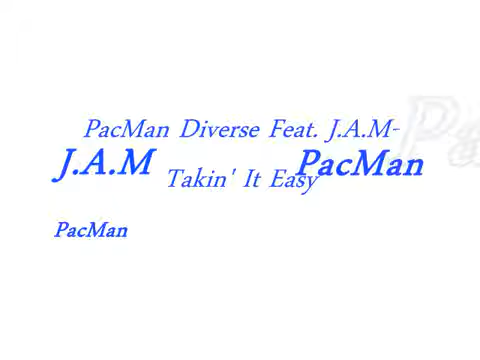 PacMan Diverse Feat. J.A.M-
J.A.M
Takin' It Easy
PacMan
PacMan